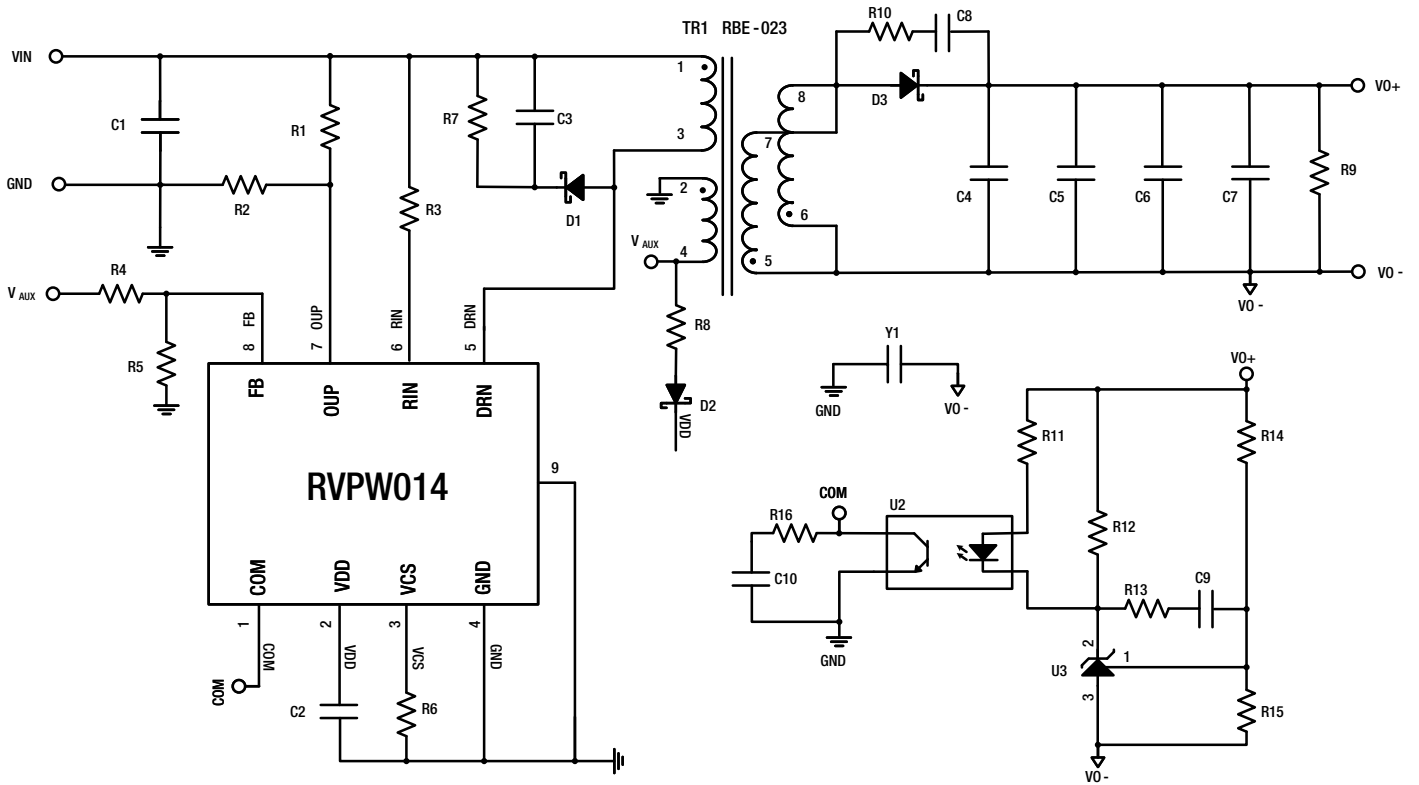 TR1 RBE-023
R10
C8
VIN
1
8
D3
VO+
C1
R1
R7
C3
3
7
GND
R2
R3
D1
2
6
C4
C5
C6
C7
R9
V AUX
4
5
VO -
VO -
R4
V AUX
R8
FB
OUP
RIN
DRN
8
7
6
5
R5
D2
VDD
Y1
GND
VO -
VO+
FB
OUP
RIN
DRN
R11
R14
9
RVPW014
COM
U2
R16
R12
C10
R13
C9
COM
VDD
VCS
GND
1
2
3
4
COM
VDD
VCS
GND
GND
2
1
U3
3
COM
C2
R6
R15
VO -